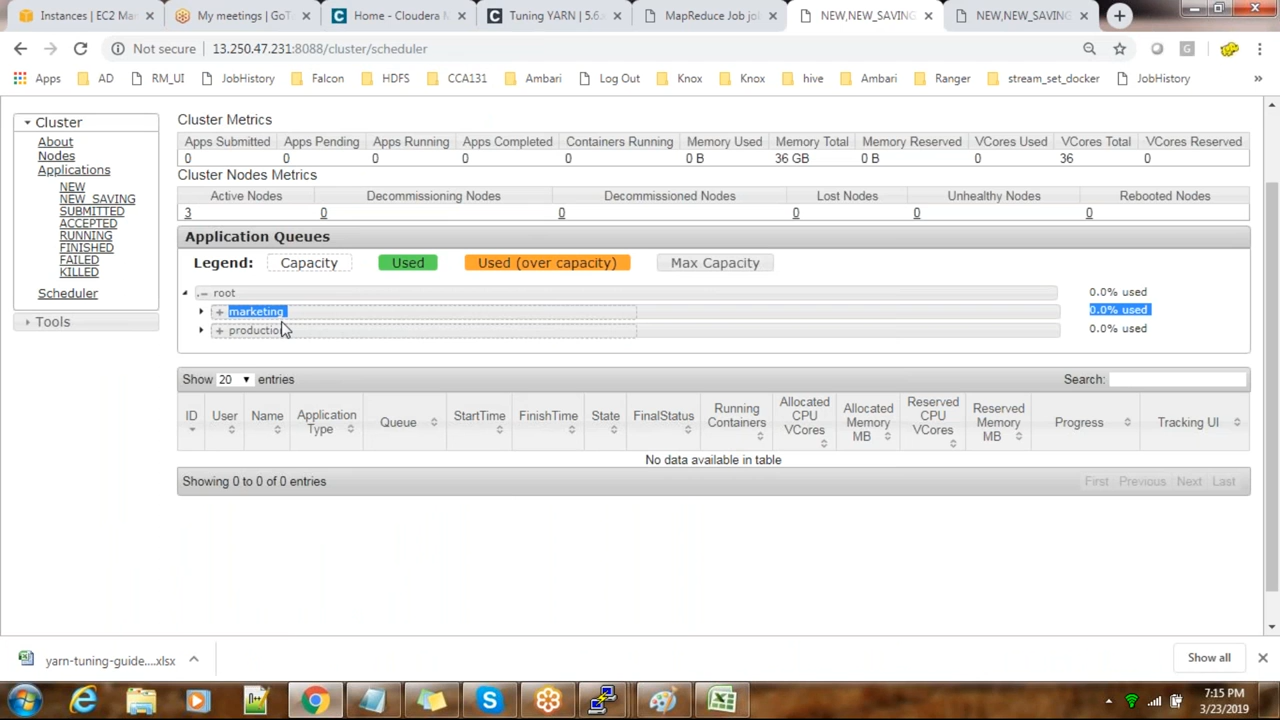 Instances | EC2 Mar
My meetings | GoT
Home - Cloudera M
Tuning YARN | 5.6.
MapReduce Job job
NEW,NEW_SAVING
NEW,NEW_SAVING
Not secure 13.250.47.231:8088/cluster/scheduler
Apps AD RM_UI JobHistory Falcon HDFS CCA131 Ambari Log Out Knox Knox hive Ambari Ranger stream_set_docker JobHistory »
Cluster
About
Nodes
Applications
NEW
NEW_SAVING
SUBMITTED
ACCEPTED
RUNNING
FINISHED
FAILED
KILLED
Scheduler
Tools
Cluster Metrics
Apps Submitted Apps Pending Apps Running Apps Completed Containers Running Memory Used Memory Total Memory Reserved VCores Used VCores Total VCores Reserved
0 0 0 0 0 0 B 36 GB 0 B 0 36 0
Cluster Nodes Metrics
Active Nodes Decommissioning Nodes Decommissioned Nodes Lost Nodes Unhealthy Nodes Rebooted Nodes
3 0 0 0 0 0
Application Queues
Legend: Capacity Used Used (over capacity) Max Capacity
root 0.0% used
+ marketing 0.0% used
+ production 0.0% used
Show 20 entries Search:
ID User Name Application Type Queue StartTime FinishTime State FinalStatus Running Containers Allocated CPU VCores Allocated Memory MB Reserved CPU VCores Reserved Memory MB Progress Tracking UI
No data available in table
Showing 0 to 0 of 0 entries First Previous Next Last
yarn-tuning-guide....xlsx Show all
7:15 PM
3/23/2019